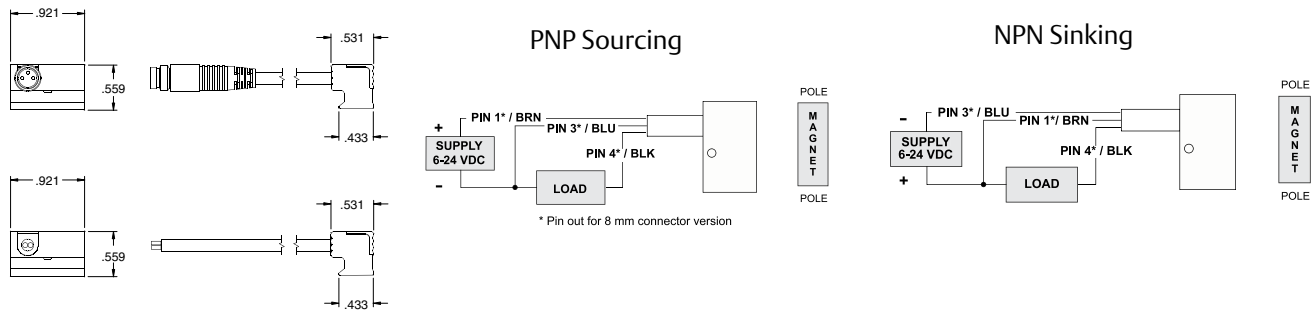 .921
.559
.531
.433
.921
.559
.531
.433
PNP Sourcing
PIN 1* / BRN
+
PIN 3* / BLU
SUPPLY
6-24 VDC
PIN 4* / BLK
-
LOAD
* Pin out for 8 mm connector version
POLE
MAGNET
POLE
NPN Sinking
PIN 3* / BLU
-
PIN 1*/ BRN
SUPPLY
6-24 VDC
PIN 4* / BLK
+
LOAD
POLE
MAGNET
POLE